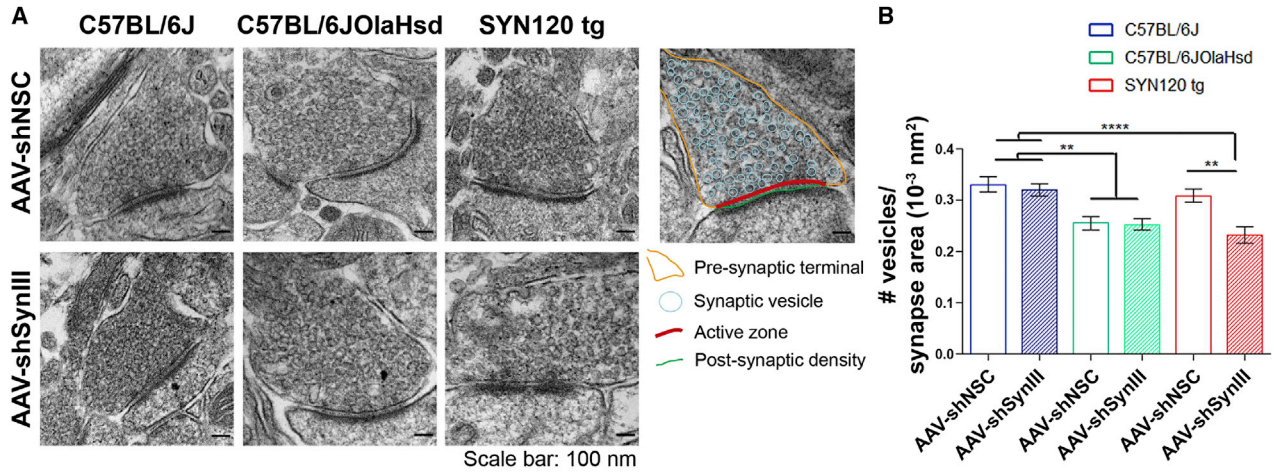 A
C57BL/6J
C57BL/6JOlaHsd
SYN120 tg
AAV-shNSC
AAV-shSynIII
Pre-synaptic terminal
Synaptic vesicle
Active zone
Post-synaptic density
Scale bar: 100 nm
B
C57BL/6J
C57BL/6JOlaHsd
SYN120 tg
# vesicles/
synapse area (10⁻³ nm²)
0.4
0.3
0.2
0.1
0.0
****
**
**
AAV-shNSC
AAV-shSynIII
AAV-shNSC
AAV-shSynIII
AAV-shNSC
AAV-shSynIII